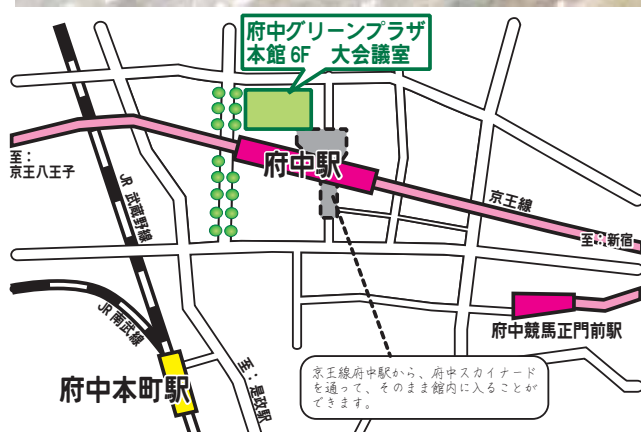 府中グリーンプラザ
本館 6F 大会議室
府中駅
至：
京王八王子
JR 武蔵野線
京王線
至：新宿
JR 南武線
府中競馬正門前駅
府中本町駅
至：是政駅
京王線府中駅から、府中スカイナード
を通って、そのまま館内に入ることが
できます。